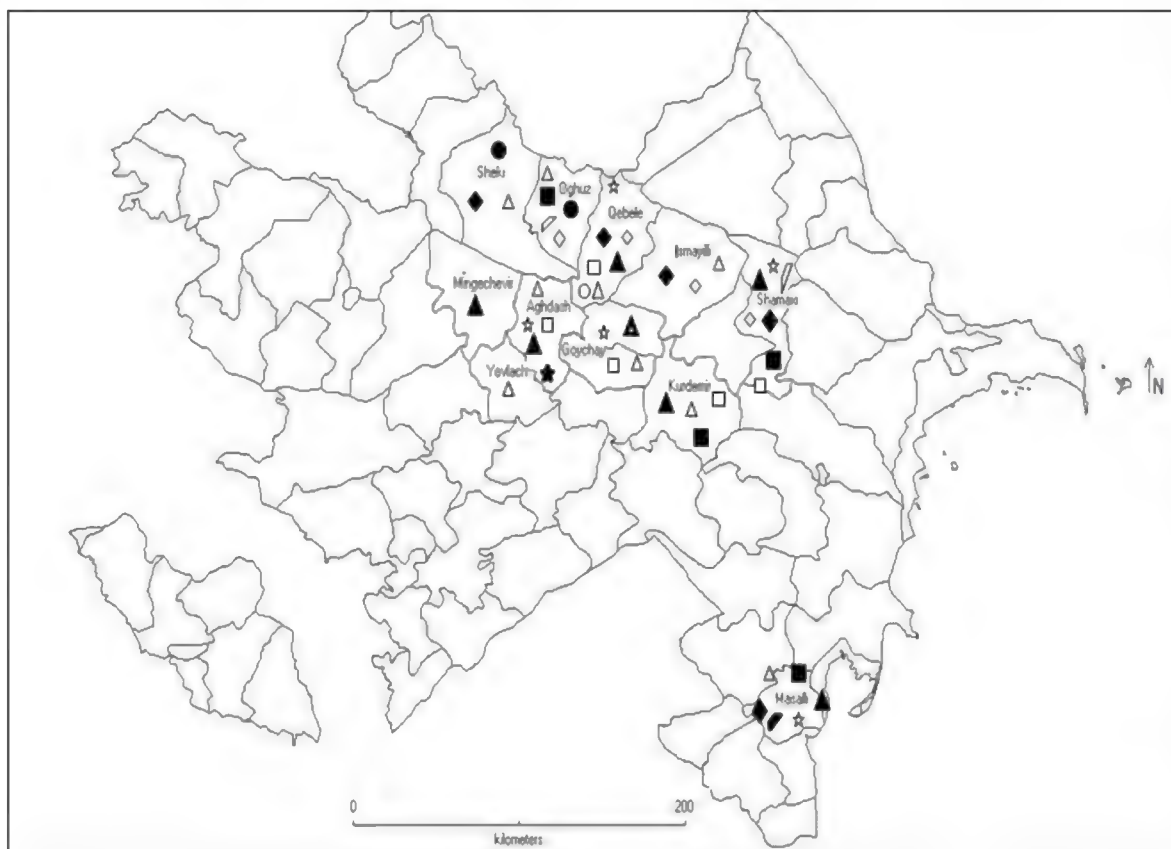 Sheki
Oghuz
Qebele
Ismayilli
Mingechevir
Aghdash
Shamaxi
Goychay
Yevlach
Kurdemir
N
Masalli
0 200
kilometers